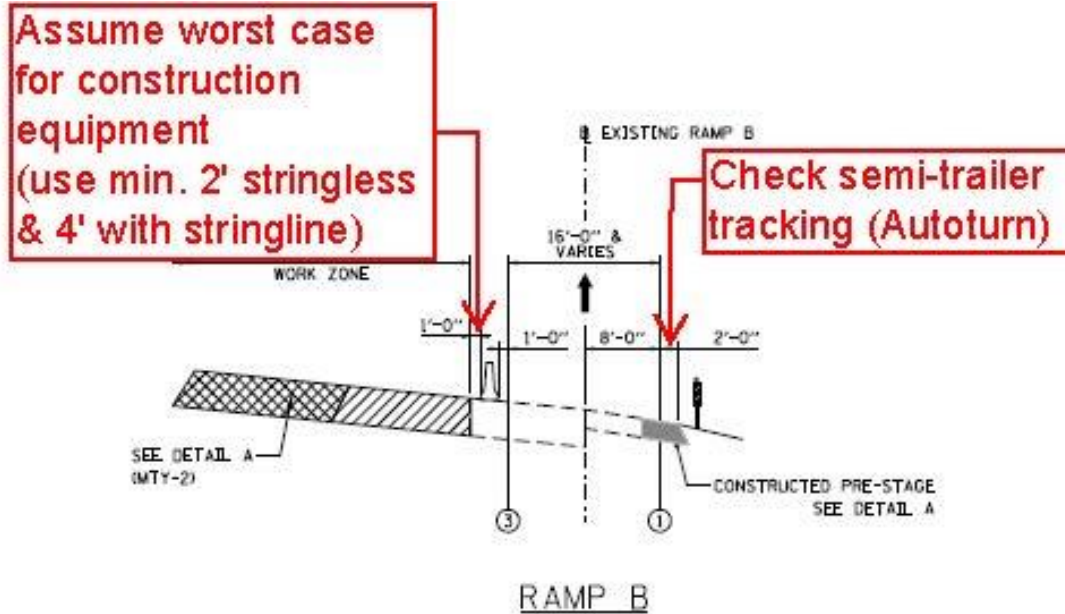 Assume worst case
for construction
equipment
(use min. 2' stringless
& 4' with stringline)
℄ EXISTING RAMP B
Check semi-trailer
tracking (Autoturn)
16'-0" &
VARIES
WORK ZONE
1'-0"
1'-0"
8'-0"
2'-0"
SEE DETAIL A
(MTY-2)
CONSTRUCTED PRE-STAGE
SEE DETAIL A
3
1
RAMP B